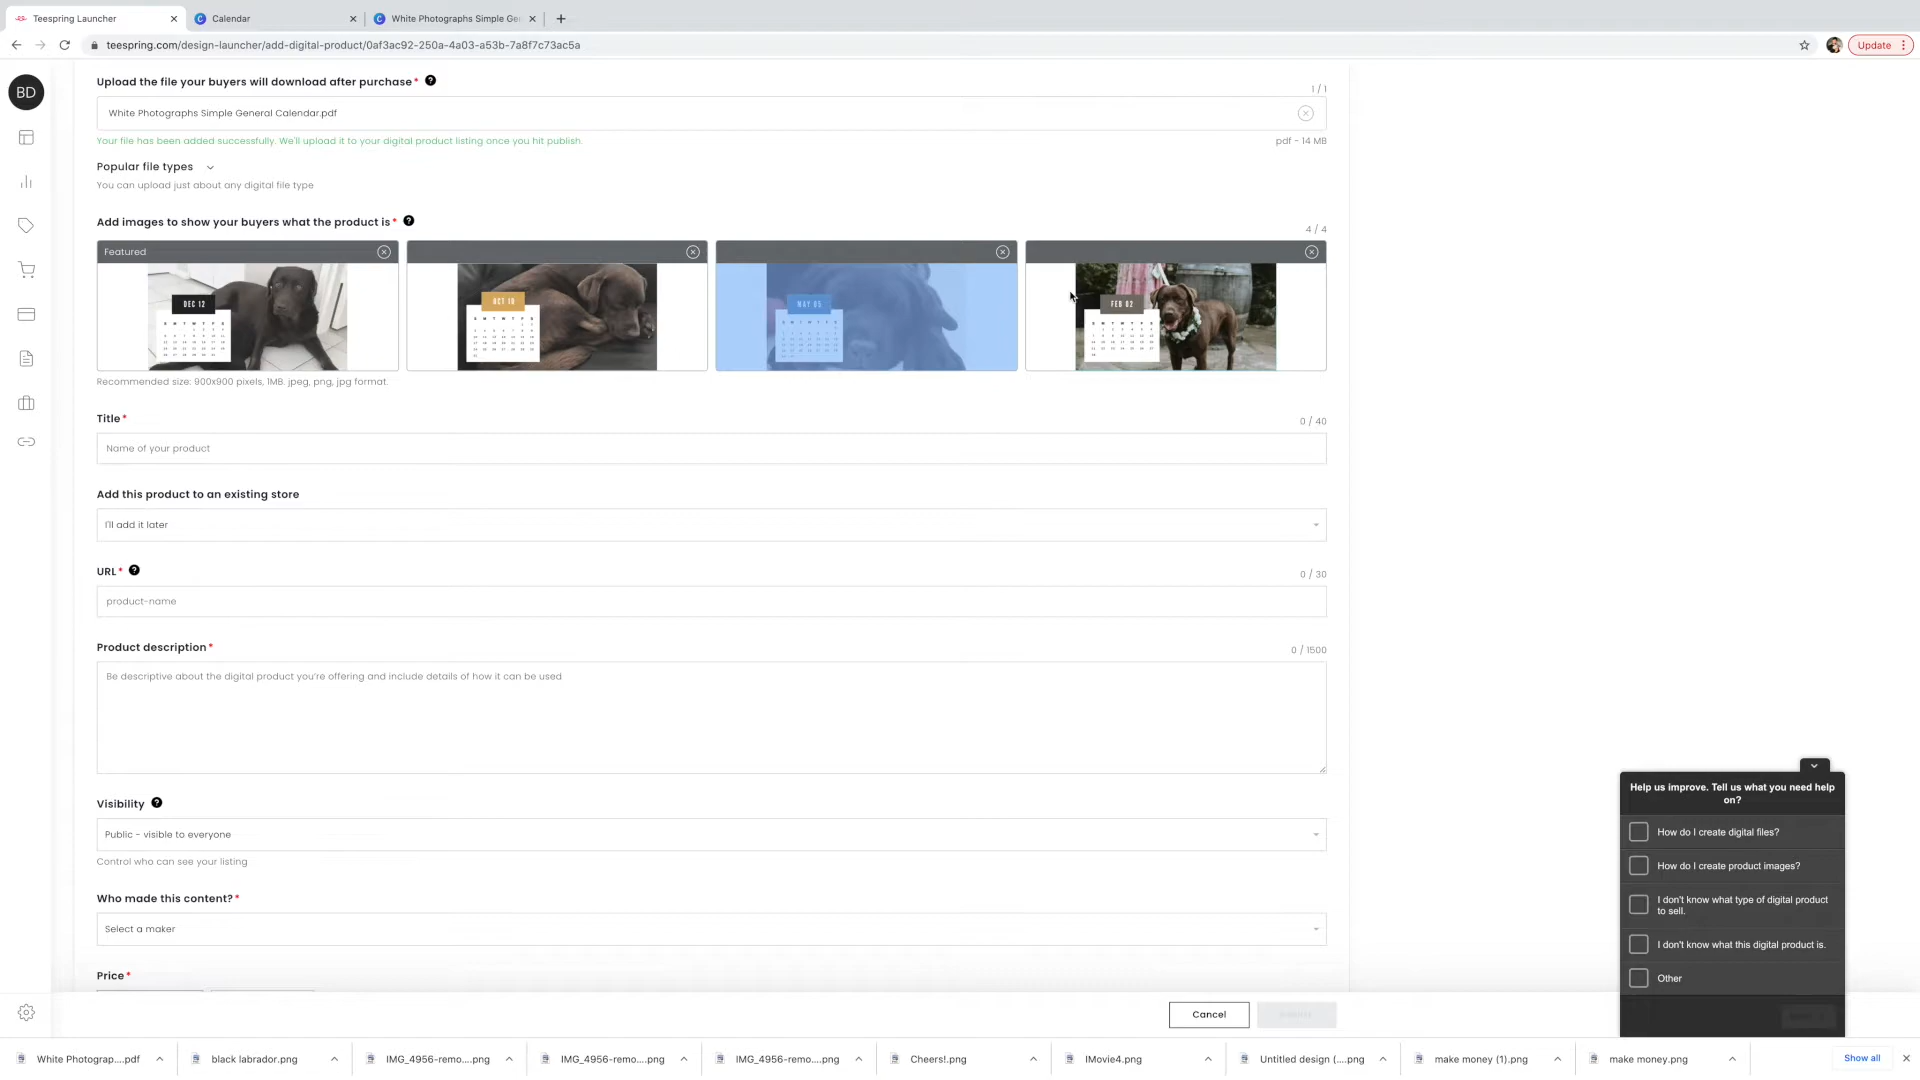 Teespring Launcher
Calendar
White Photographs Simple Ge
teespring.com/design-launcher/add-digital-product/0af3ac92-250a-4a03-a53b-7a8f7c73ac5a
Update
BD
Upload the file your buyers will download after purchase* ?
1 / 1
White Photographs Simple General Calendar.pdf
Your file has been added successfully. We'll upload it to your digital product listing once you hit publish.
pdf - 14 MB
Popular file types
You can upload just about any digital file type
Add images to show your buyers what the product is* ?
4 / 4
Featured
DEC 12
OCT 10
MAY 05
FEB 02
Recommended size: 900x900 pixels, 1MB. jpeg, png, jpg format.
Title*
0 / 40
Name of your product
Add this product to an existing store
I'll add it later
URL* ?
0 / 30
product-name
Product description*
0 / 1500
Be descriptive about the digital product you're offering and include details of how it can be used
Visibility ?
Public - visible to everyone
Control who can see your listing
Who made this content?*
Select a maker
Price*
Help us improve. Tell us what you need help on?
How do I create digital files?
How do I create product images?
I don't know what type of digital product to sell.
I don't know what this digital product is.
Other
Cancel
White Photograp....pdf
black labrador.png
IMG_4956-remo....png
IMG_4956-remo....png
IMG_4956-remo....png
Cheers!.png
IMovie4.png
Untitled design (....png
make money (1).png
make money.png
Show all